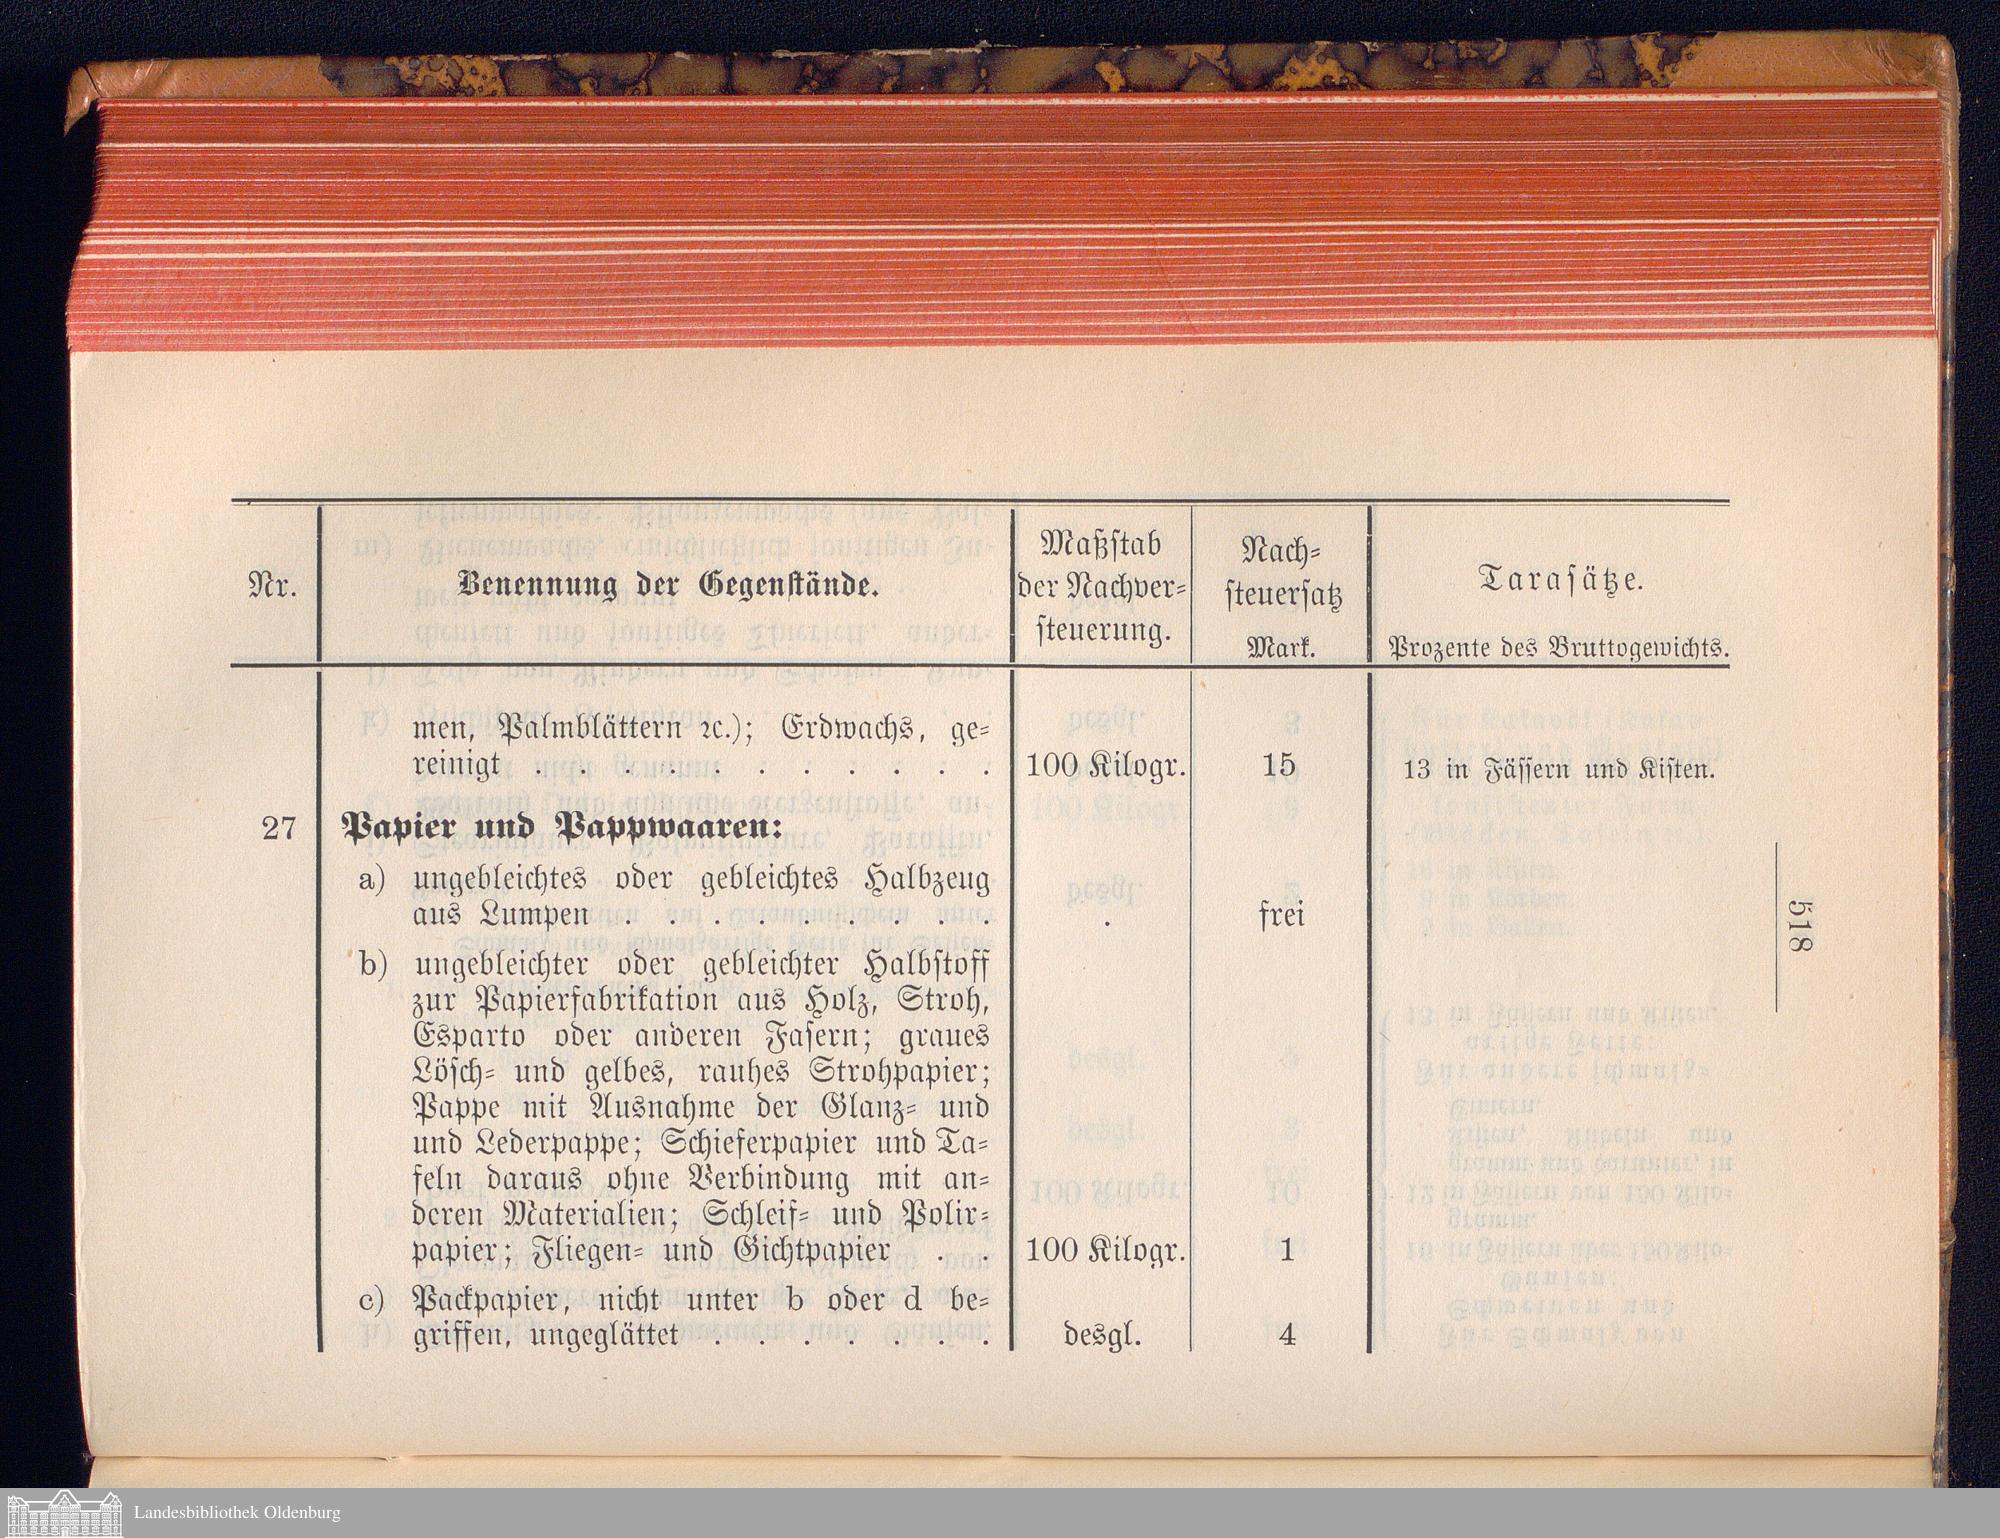 Nr.
Benennung der Gegenstände.
Maßstab
der Nachver-
steuerung.
Nach-
steuersatz
Mark.
Tarasätze.
Prozente des Bruttogewichts.
men, Palmblättern ꝛc.); Erdwachs, ge-
reinigt . . . . . . . . . . . 100 Kilogr. 15 13 in Fässern und Kisten.
27 Papier und Pappwaaren:
a) ungebleichtes oder gebleichtes Halbzeug
aus Lumpen . . . . . . . . . . frei
b) ungebleichter oder gebleichter Halbstoff
zur Papierfabrikation aus Holz, Stroh,
Esparto oder anderen Fasern; graues
Lösch- und gelbes, rauhes Strohpapier;
Pappe mit Ausnahme der Glanz- und
und Lederpappe; Schieferpapier und Ta-
feln daraus ohne Verbindung mit an-
deren Materialien; Schleif- und Polir-
papier; Fliegen- und Gichtpapier . . 100 Kilogr. 1
c) Packpapier, nicht unter b oder d be-
griffen, ungeglättet . . . . . . . desgl. 4
518
Landesbibliothek Oldenburg